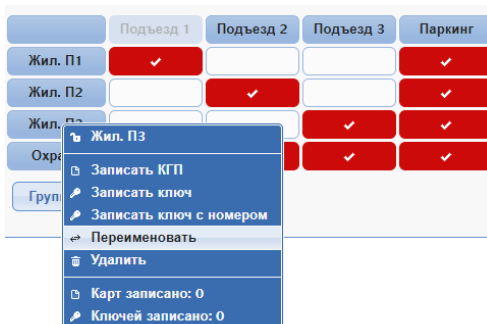 Подъезд 1 Подъезд 2 Подъезд 3 Паркинг
Жил. П1
Жил. П2
Жил.
Жил. П3
Записать КГП
Записать ключ
Записать ключ с номером
Переименовать
Удалить
Карт записано: 0
Ключей записано: 0